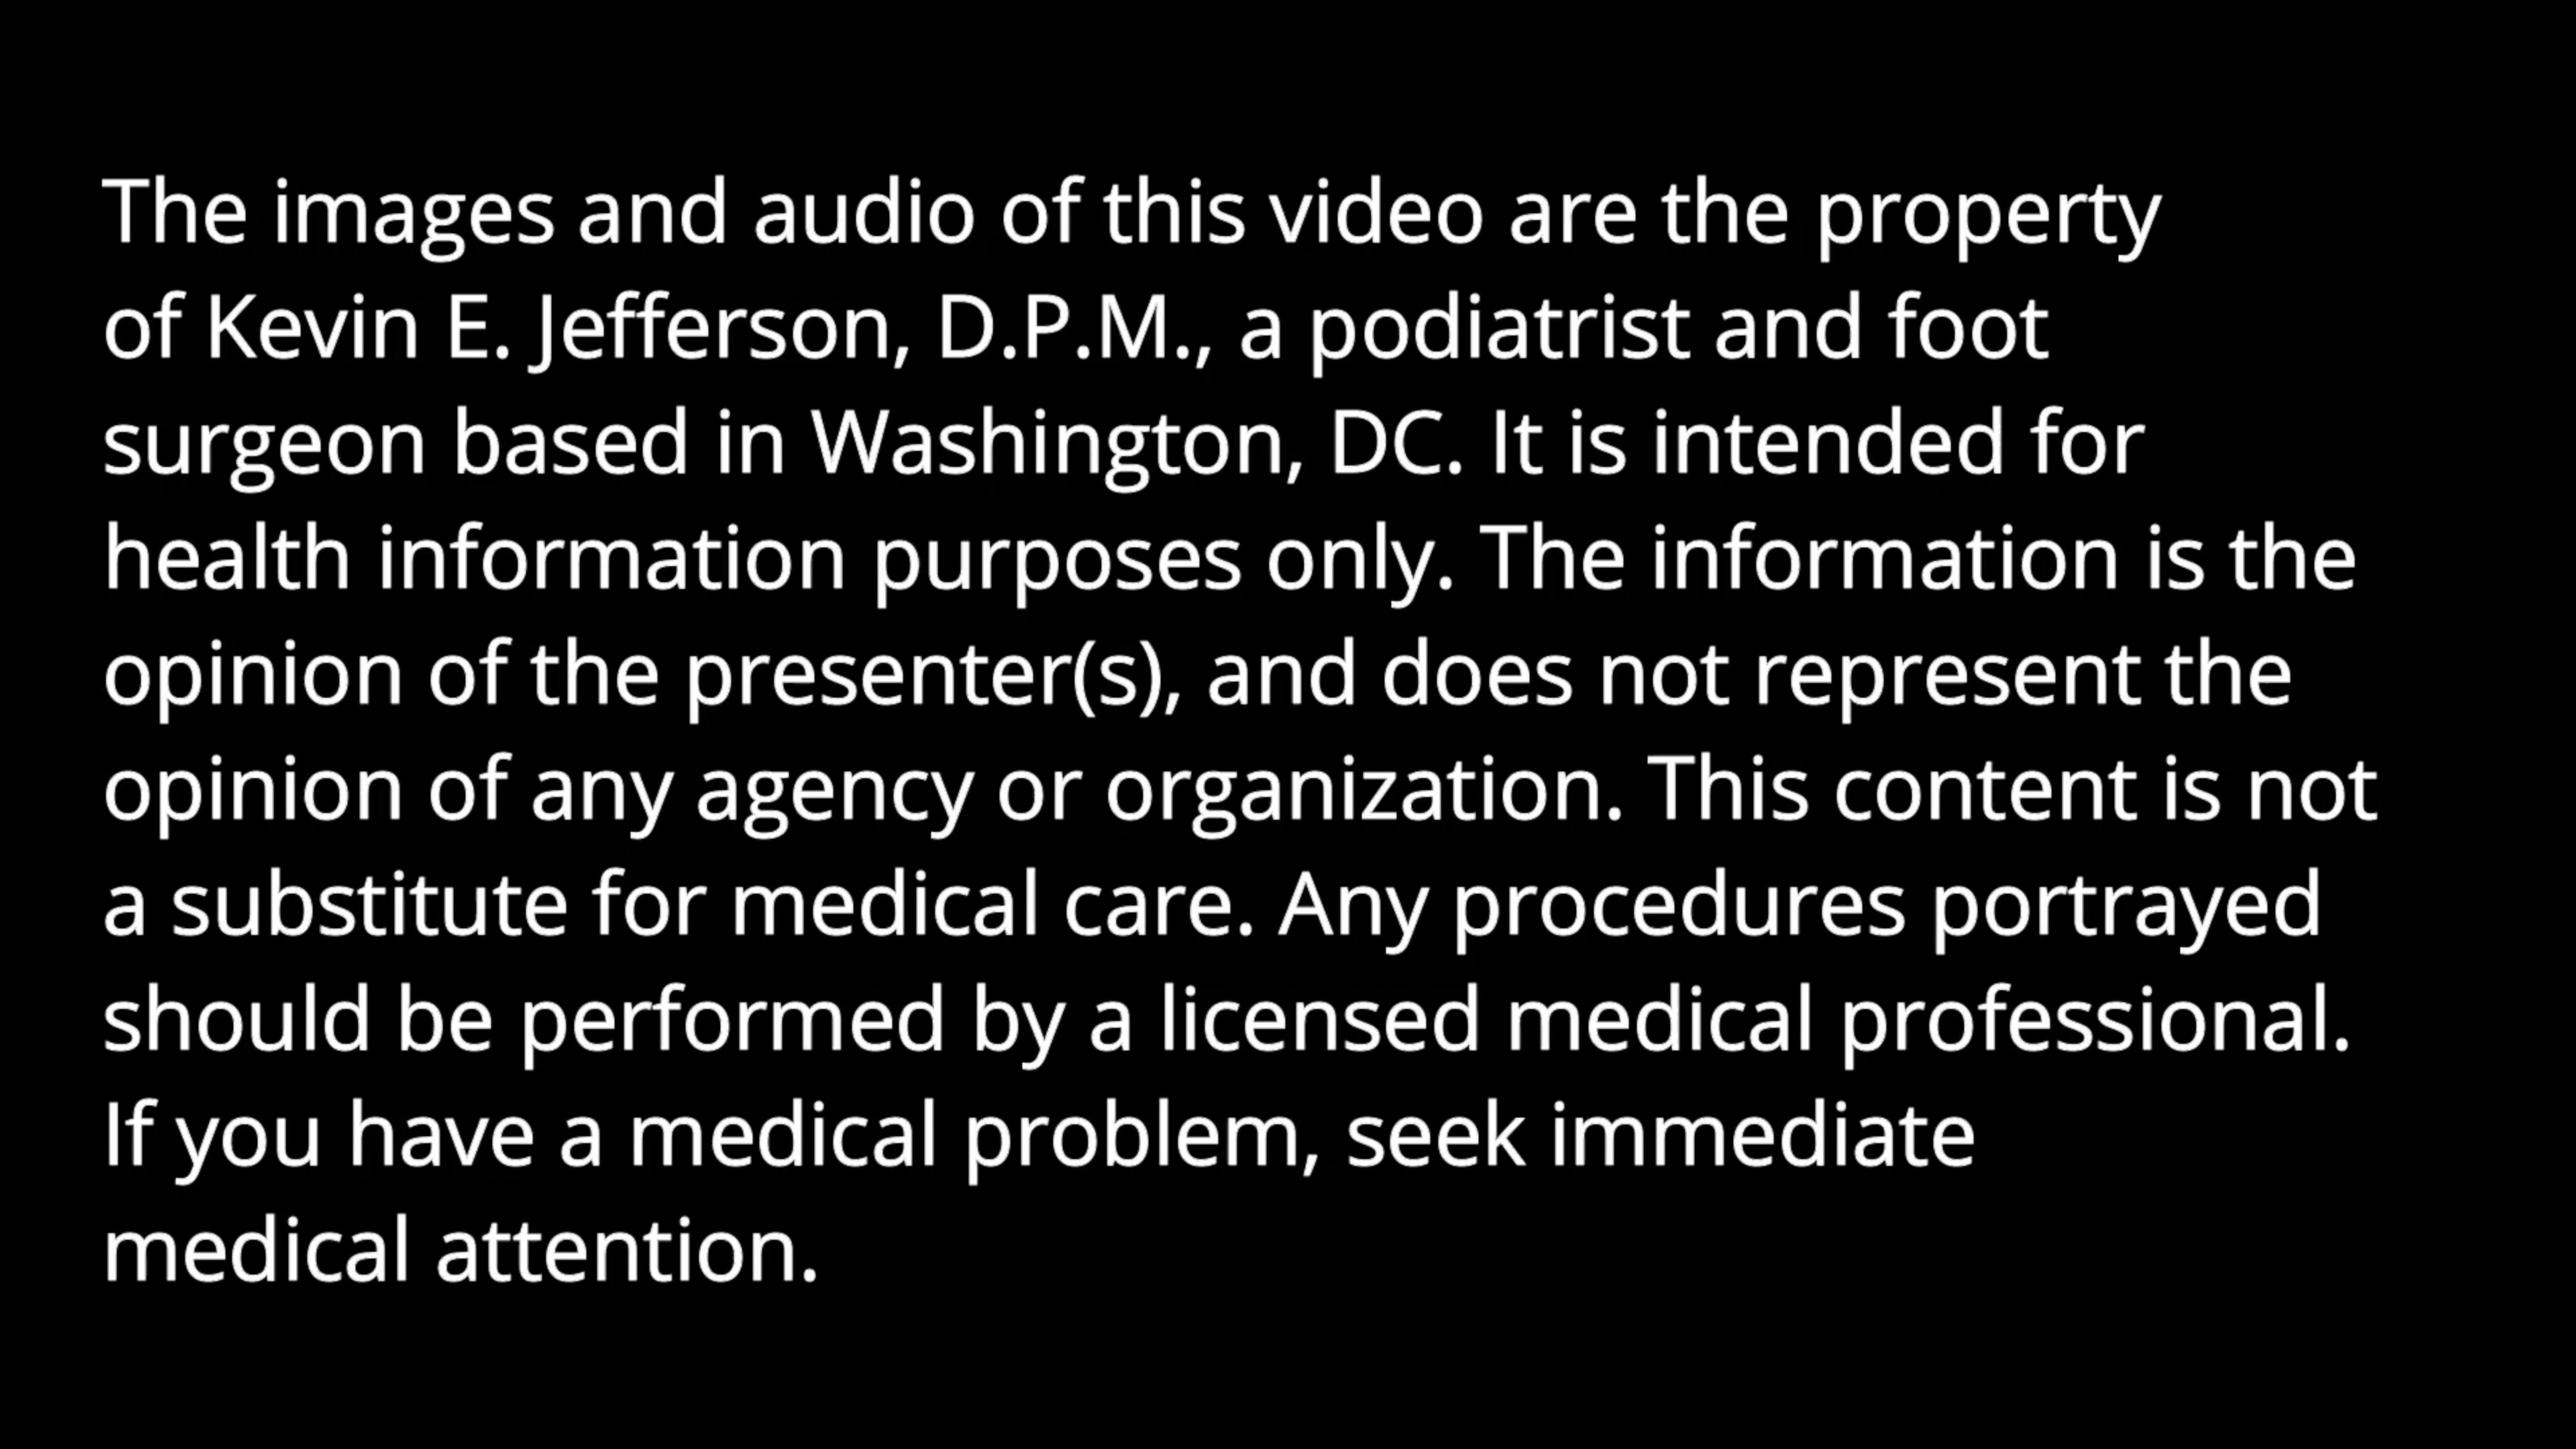 The images and audio of this video are the property
of Kevin E. Jefferson, D.P.M., a podiatrist and foot
surgeon based in Washington, DC. It is intended for
health information purposes only. The information is the
opinion of the presenter(s), and does not represent the
opinion of any agency or organization. This content is not
a substitute for medical care. Any procedures portrayed
should be performed by a licensed medical professional.
If you have a medical problem, seek immediate
medical attention.